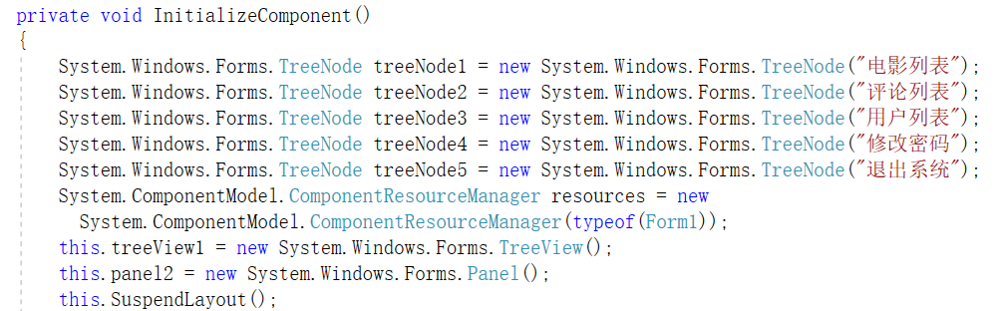 private void InitializeComponent()
{
System.Windows.Forms.TreeNode treeNode1 = new System.Windows.Forms.TreeNode("电影列表");
System.Windows.Forms.TreeNode treeNode2 = new System.Windows.Forms.TreeNode("评论列表");
System.Windows.Forms.TreeNode treeNode3 = new System.Windows.Forms.TreeNode("用户列表");
System.Windows.Forms.TreeNode treeNode4 = new System.Windows.Forms.TreeNode("修改密码");
System.Windows.Forms.TreeNode treeNode5 = new System.Windows.Forms.TreeNode("退出系统");
System.ComponentModel.ComponentResourceManager resources = new
System.ComponentModel.ComponentResourceManager(typeof(Form1));
this.treeView1 = new System.Windows.Forms.TreeView();
this.panel2 = new System.Windows.Forms.Panel();
this.SuspendLayout();